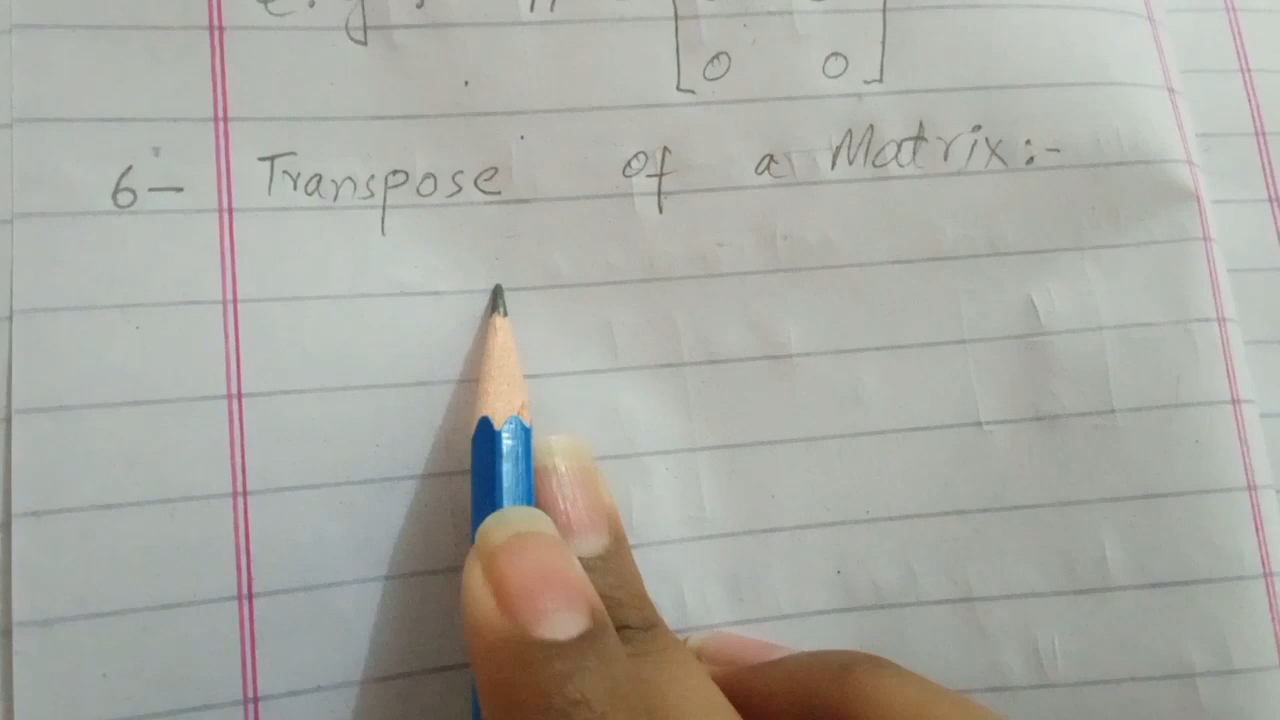 e.g.
0 0
6- Transpose of a Matrix:-